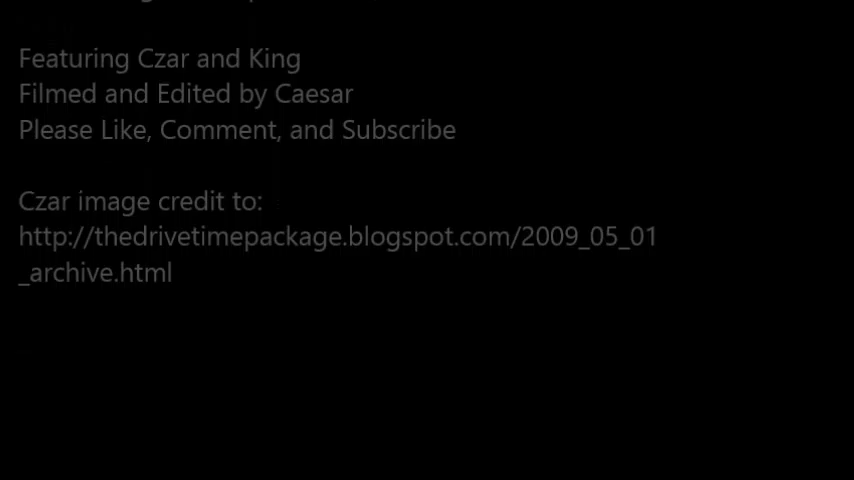 Featuring Czar and King
Filmed and Edited by Caesar
Please Like, Comment, and Subscribe
Czar image credit to:
http://thedrivetimepackage.blogspot.com/2009_05_01
_archive.html